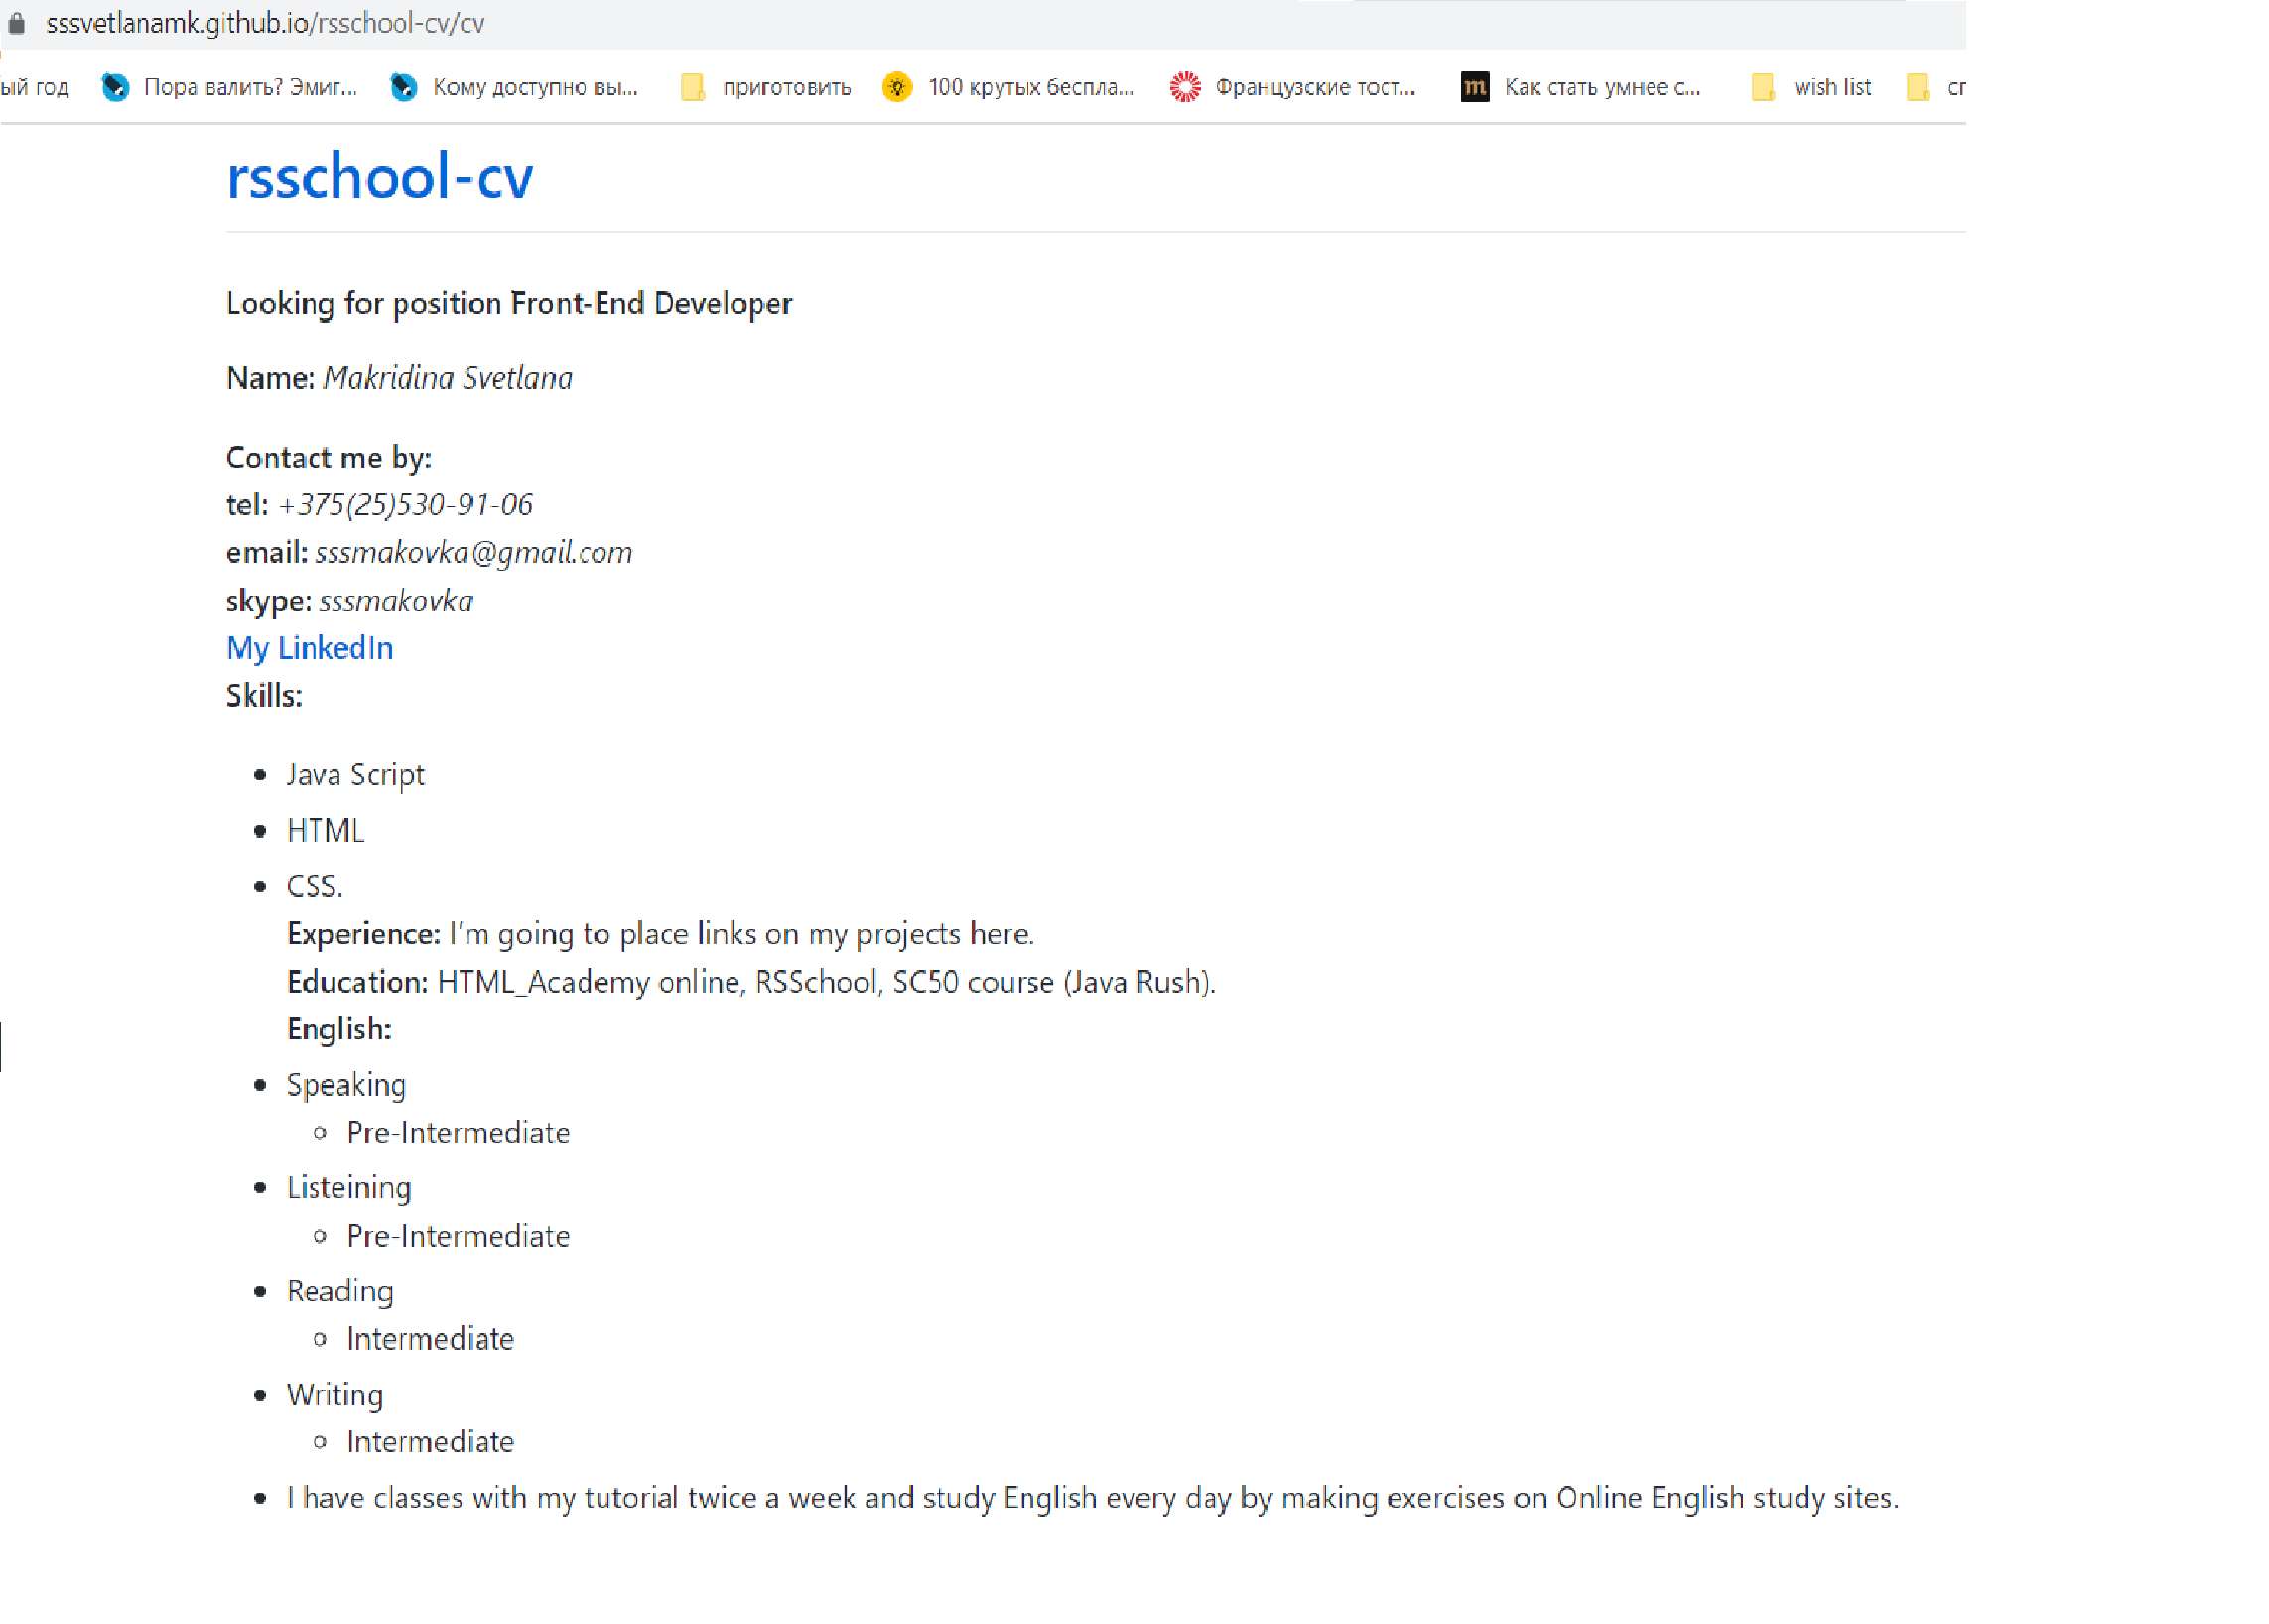 sssvetlanamk.github.io/rsschool-cv/cv
ый год Пора валить? Эмиг... Кому доступно вы... приготовить 100 крутых беспла... Французские тост... m Как стать умнее с... wish list
rsschool-cv
Looking for position Front-End Developer
Name: Makridina Svetlana
Contact me by:
tel: +375(25)530-91-06
email: sssmakovka@gmail.com
skype: sssmakovka
My LinkedIn
Skills:
Java Script
HTML
CSS.
Experience: I'm going to place links on my projects here.
Education: HTML_Academy online, RSSchool, SC50 course (Java Rush).
English:
Speaking
Pre-Intermediate
Listeining
Pre-Intermediate
Reading
Intermediate
Writing
Intermediate
I have classes with my tutorial twice a week and study English every day by making exercises on Online English study sites.